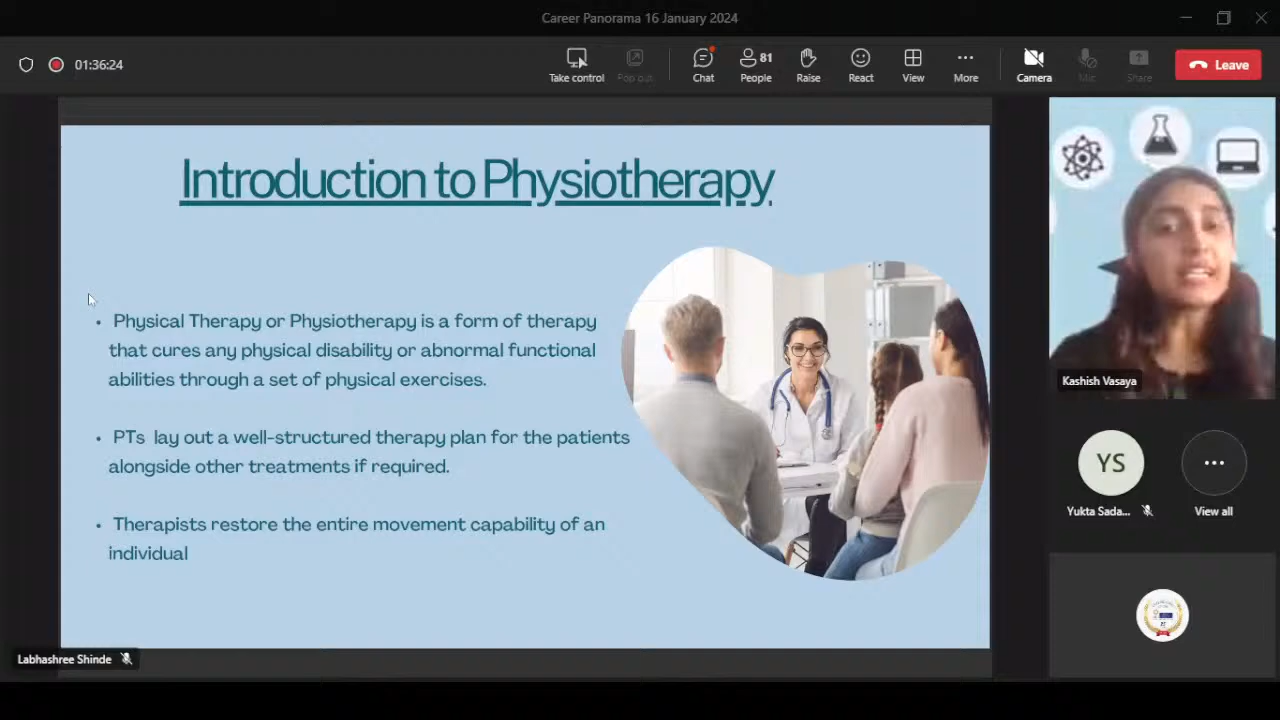 Career Panorama 16 January 2024
01:36:24
Take control
Pop out
Chat
81
People
Raise
React
View
More
Camera
Mic
Share
Leave
Introduction to Physiotherapy
• Physical Therapy or Physiotherapy is a form of therapy
that cures any physical disability or abnormal functional
abilities through a set of physical exercises.
• PTs lay out a well-structured therapy plan for the patients
alongside other treatments if required.
• Therapists restore the entire movement capability of an
individual
Kashish Vasaya
YS
Yukta Sada...
View all
Labhashree Shinde